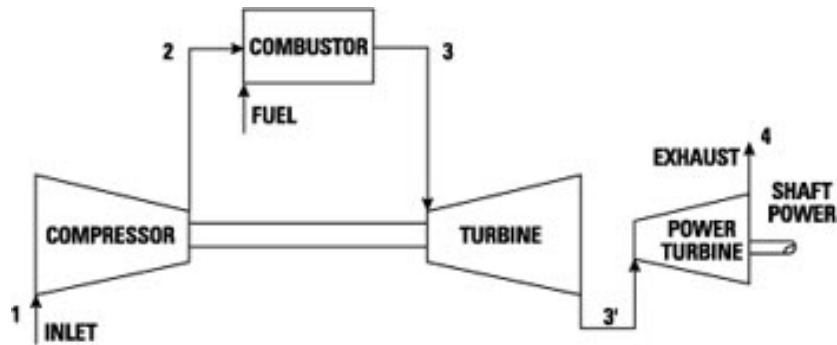 2
COMBUSTOR
3
FUEL
4
EXHAUST
SHAFT
POWER
COMPRESSOR
TURBINE
POWER
TURBINE
1
INLET
3'